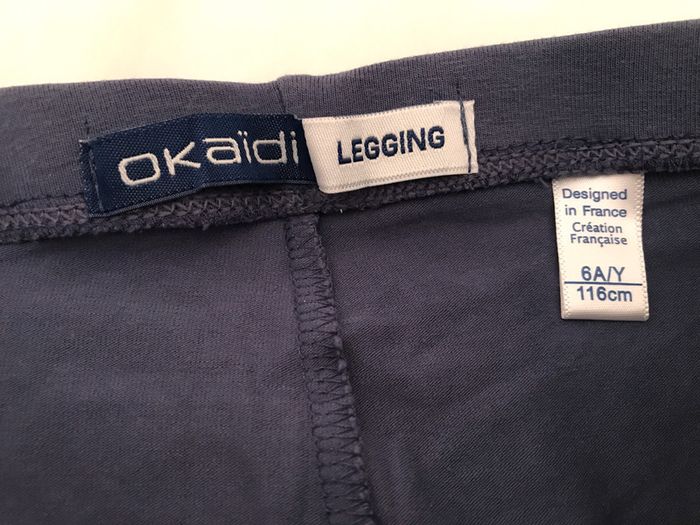 okaïdi
LEGGING
Designed
in France
Création
Française
6A/Y
116cm